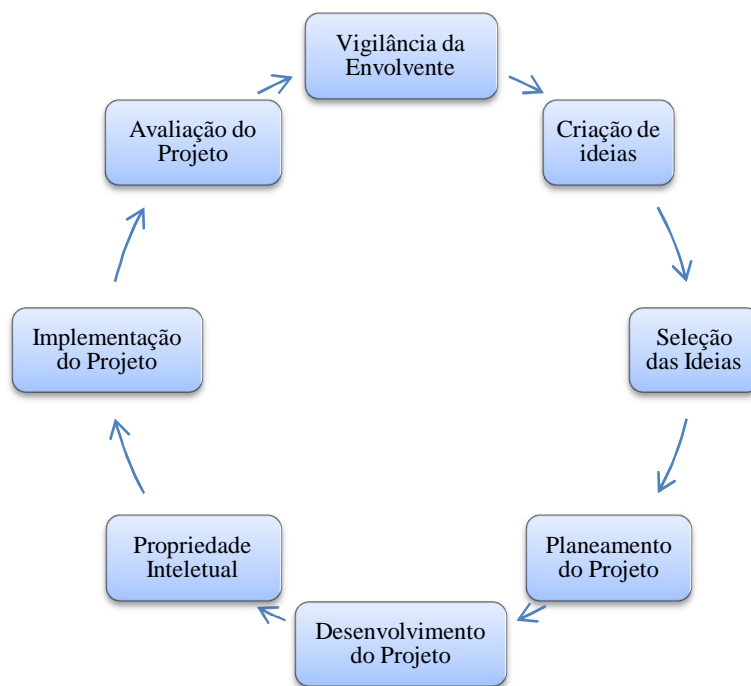 Vigilância da
Envolvente
Criação de
ideias
Seleção
das Ideias
Planeamento
do Projeto
Desenvolvimento
do Projeto
Propriedade
Inteletual
Implementação
do Projeto
Avaliação do
Projeto